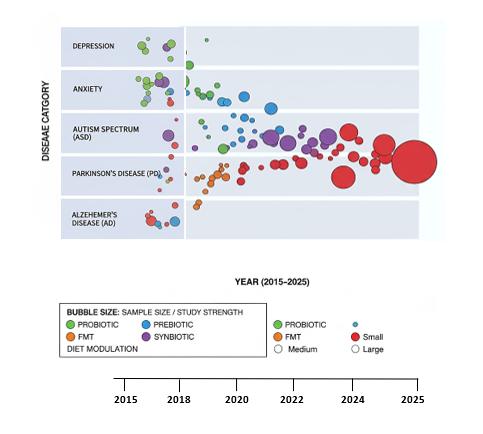 DISEAAE CATGORY
DEPRESSION
ANXIETY
AUTISM SPECTRUM
(ASD)
PARKINSON'S DISEASE (PD)
ALZEHEMER'S
DISEASE (AD)
YEAR (2015–2025)
BUBBLE SIZE: SAMPLE SIZE / STUDY STRENGTH
PROBIOTIC PREBIOTIC
FMT SYNBIOTIC
DIET MODULATION
PROBIOTIC
FMT Small
Medium Large
2015 2018 2020 2022 2024 2025